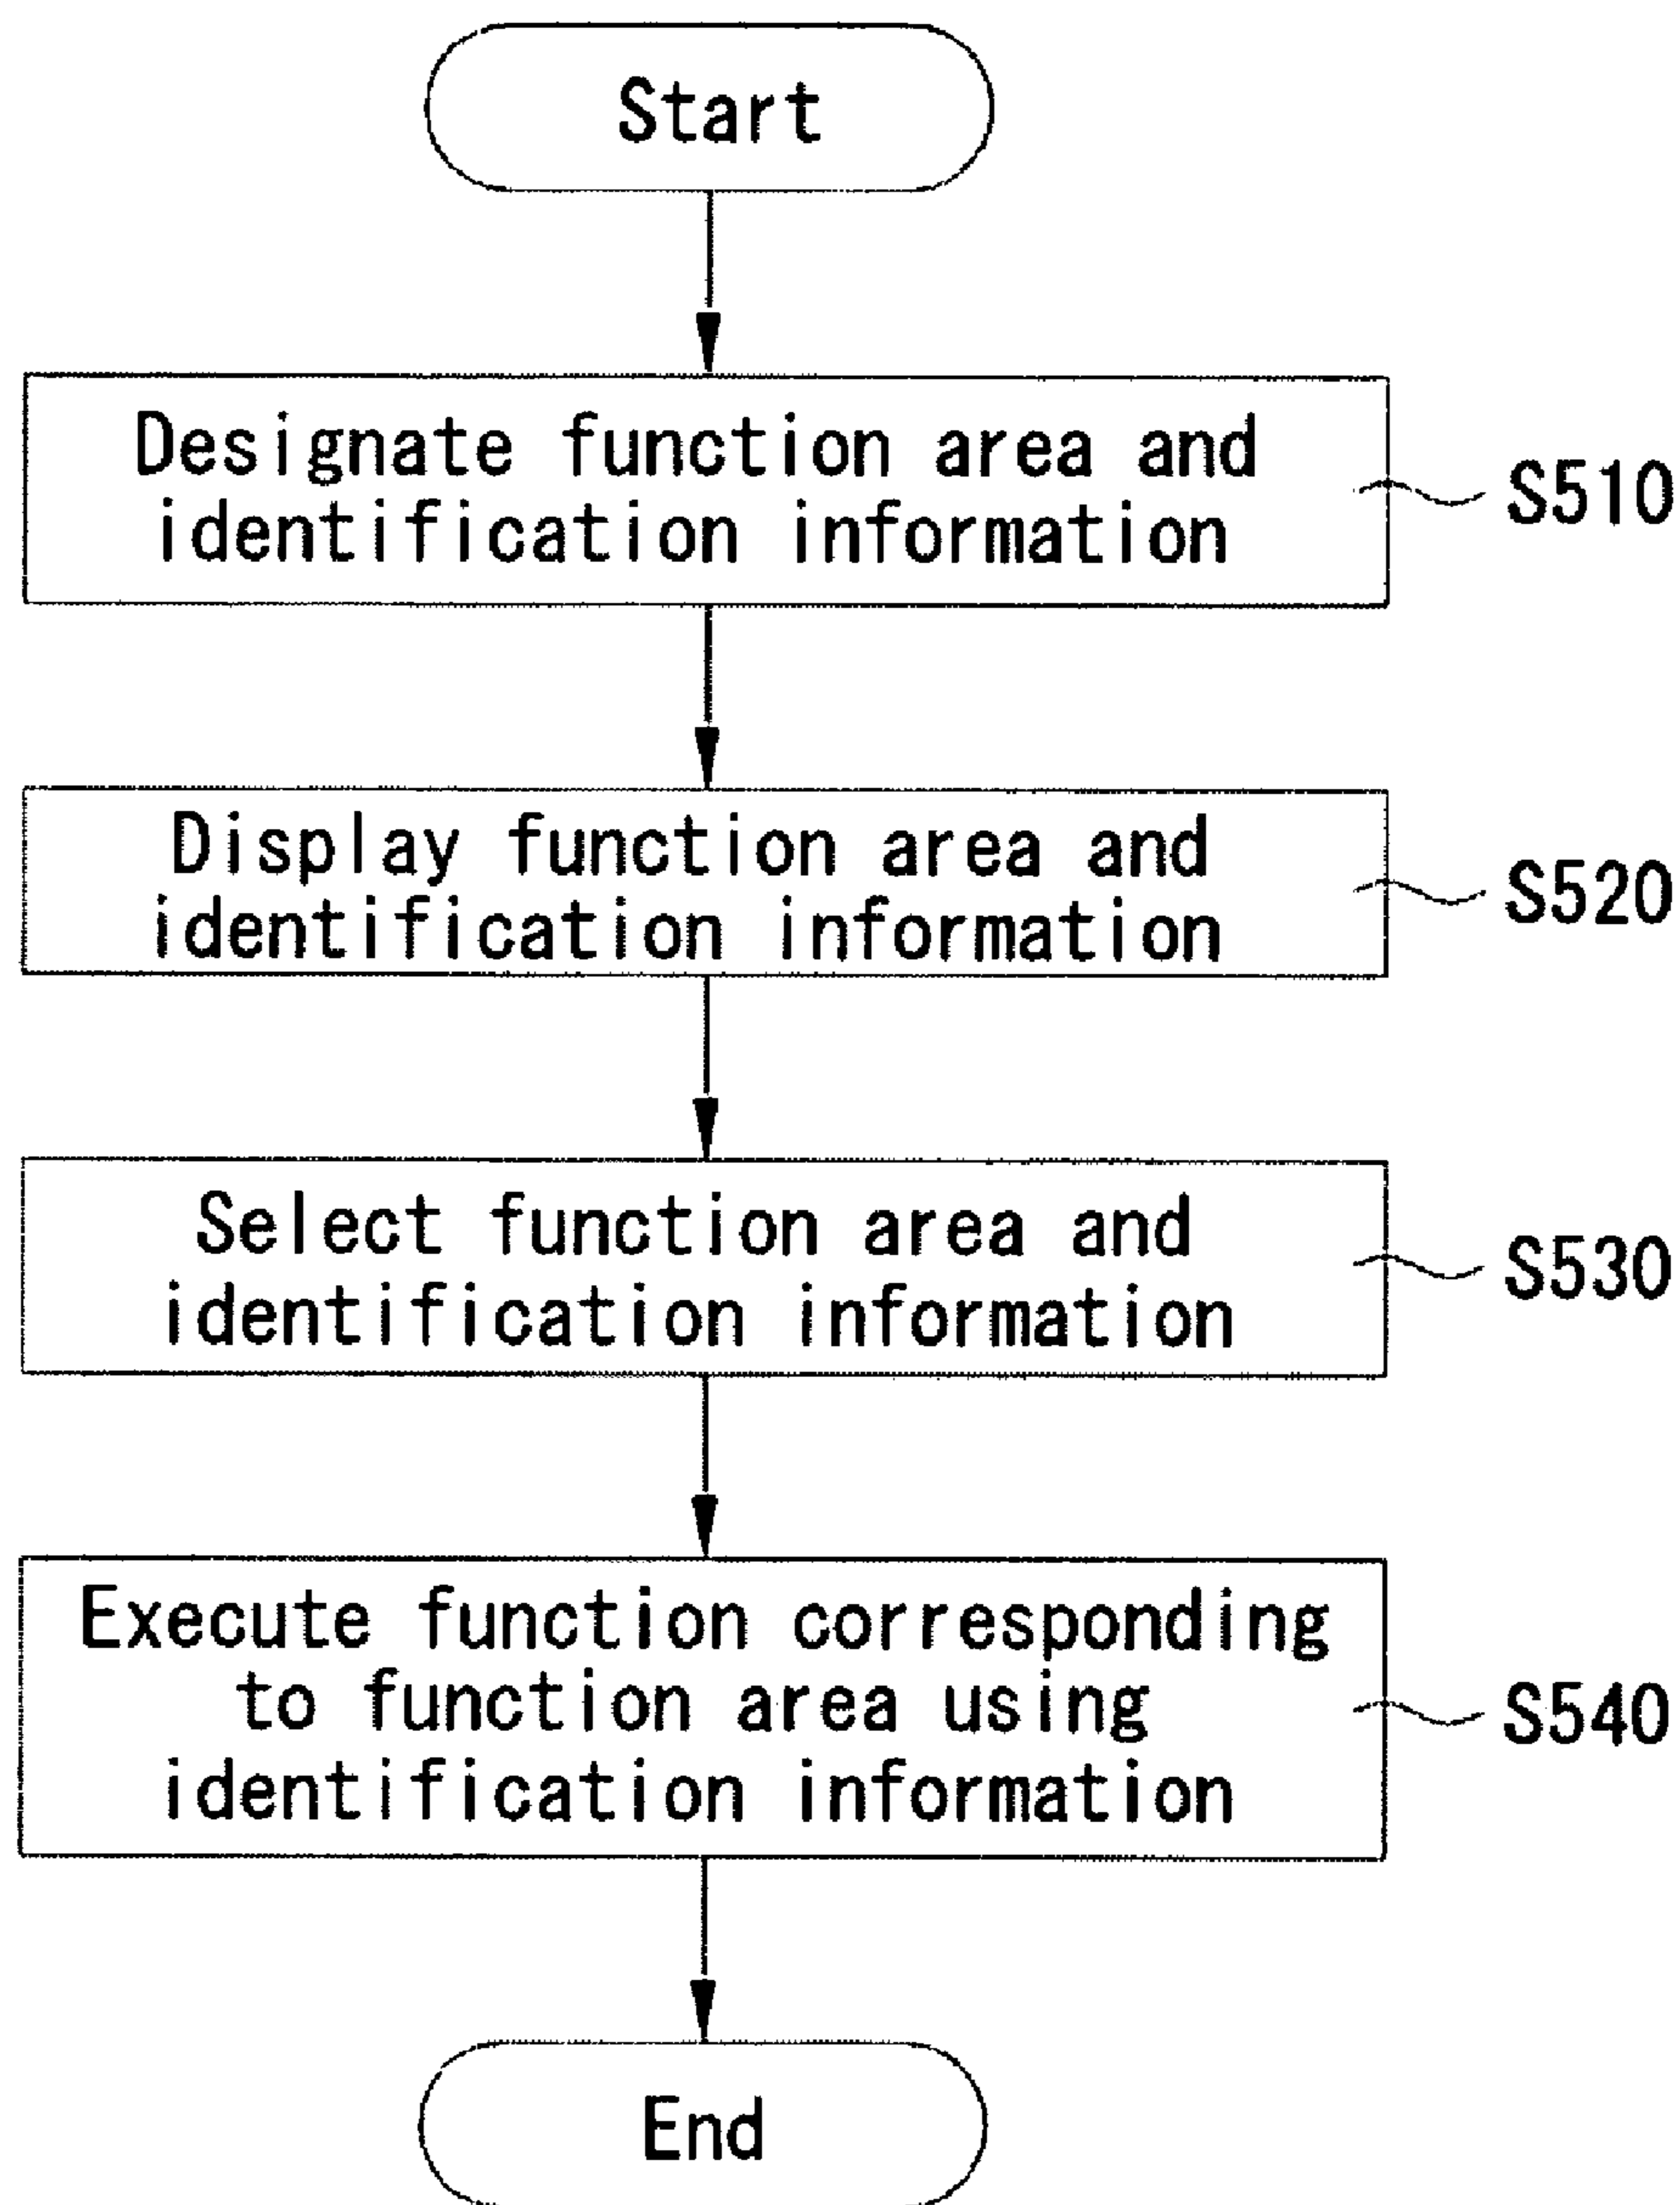 Start
Designate function area and
identification information
S510
Display function area and
identification information
S520
Select function area and
identification information
S530
Execute function corresponding
to function area using
identification information
S540
End